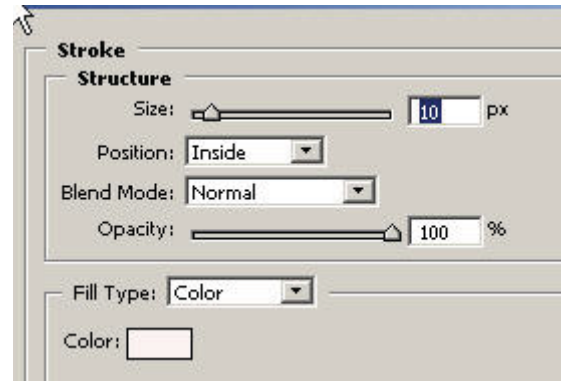 Stroke
Structure
Size: 10 px
Position: Inside
Blend Mode: Normal
Opacity: 100 %
Fill Type: Color
Color: